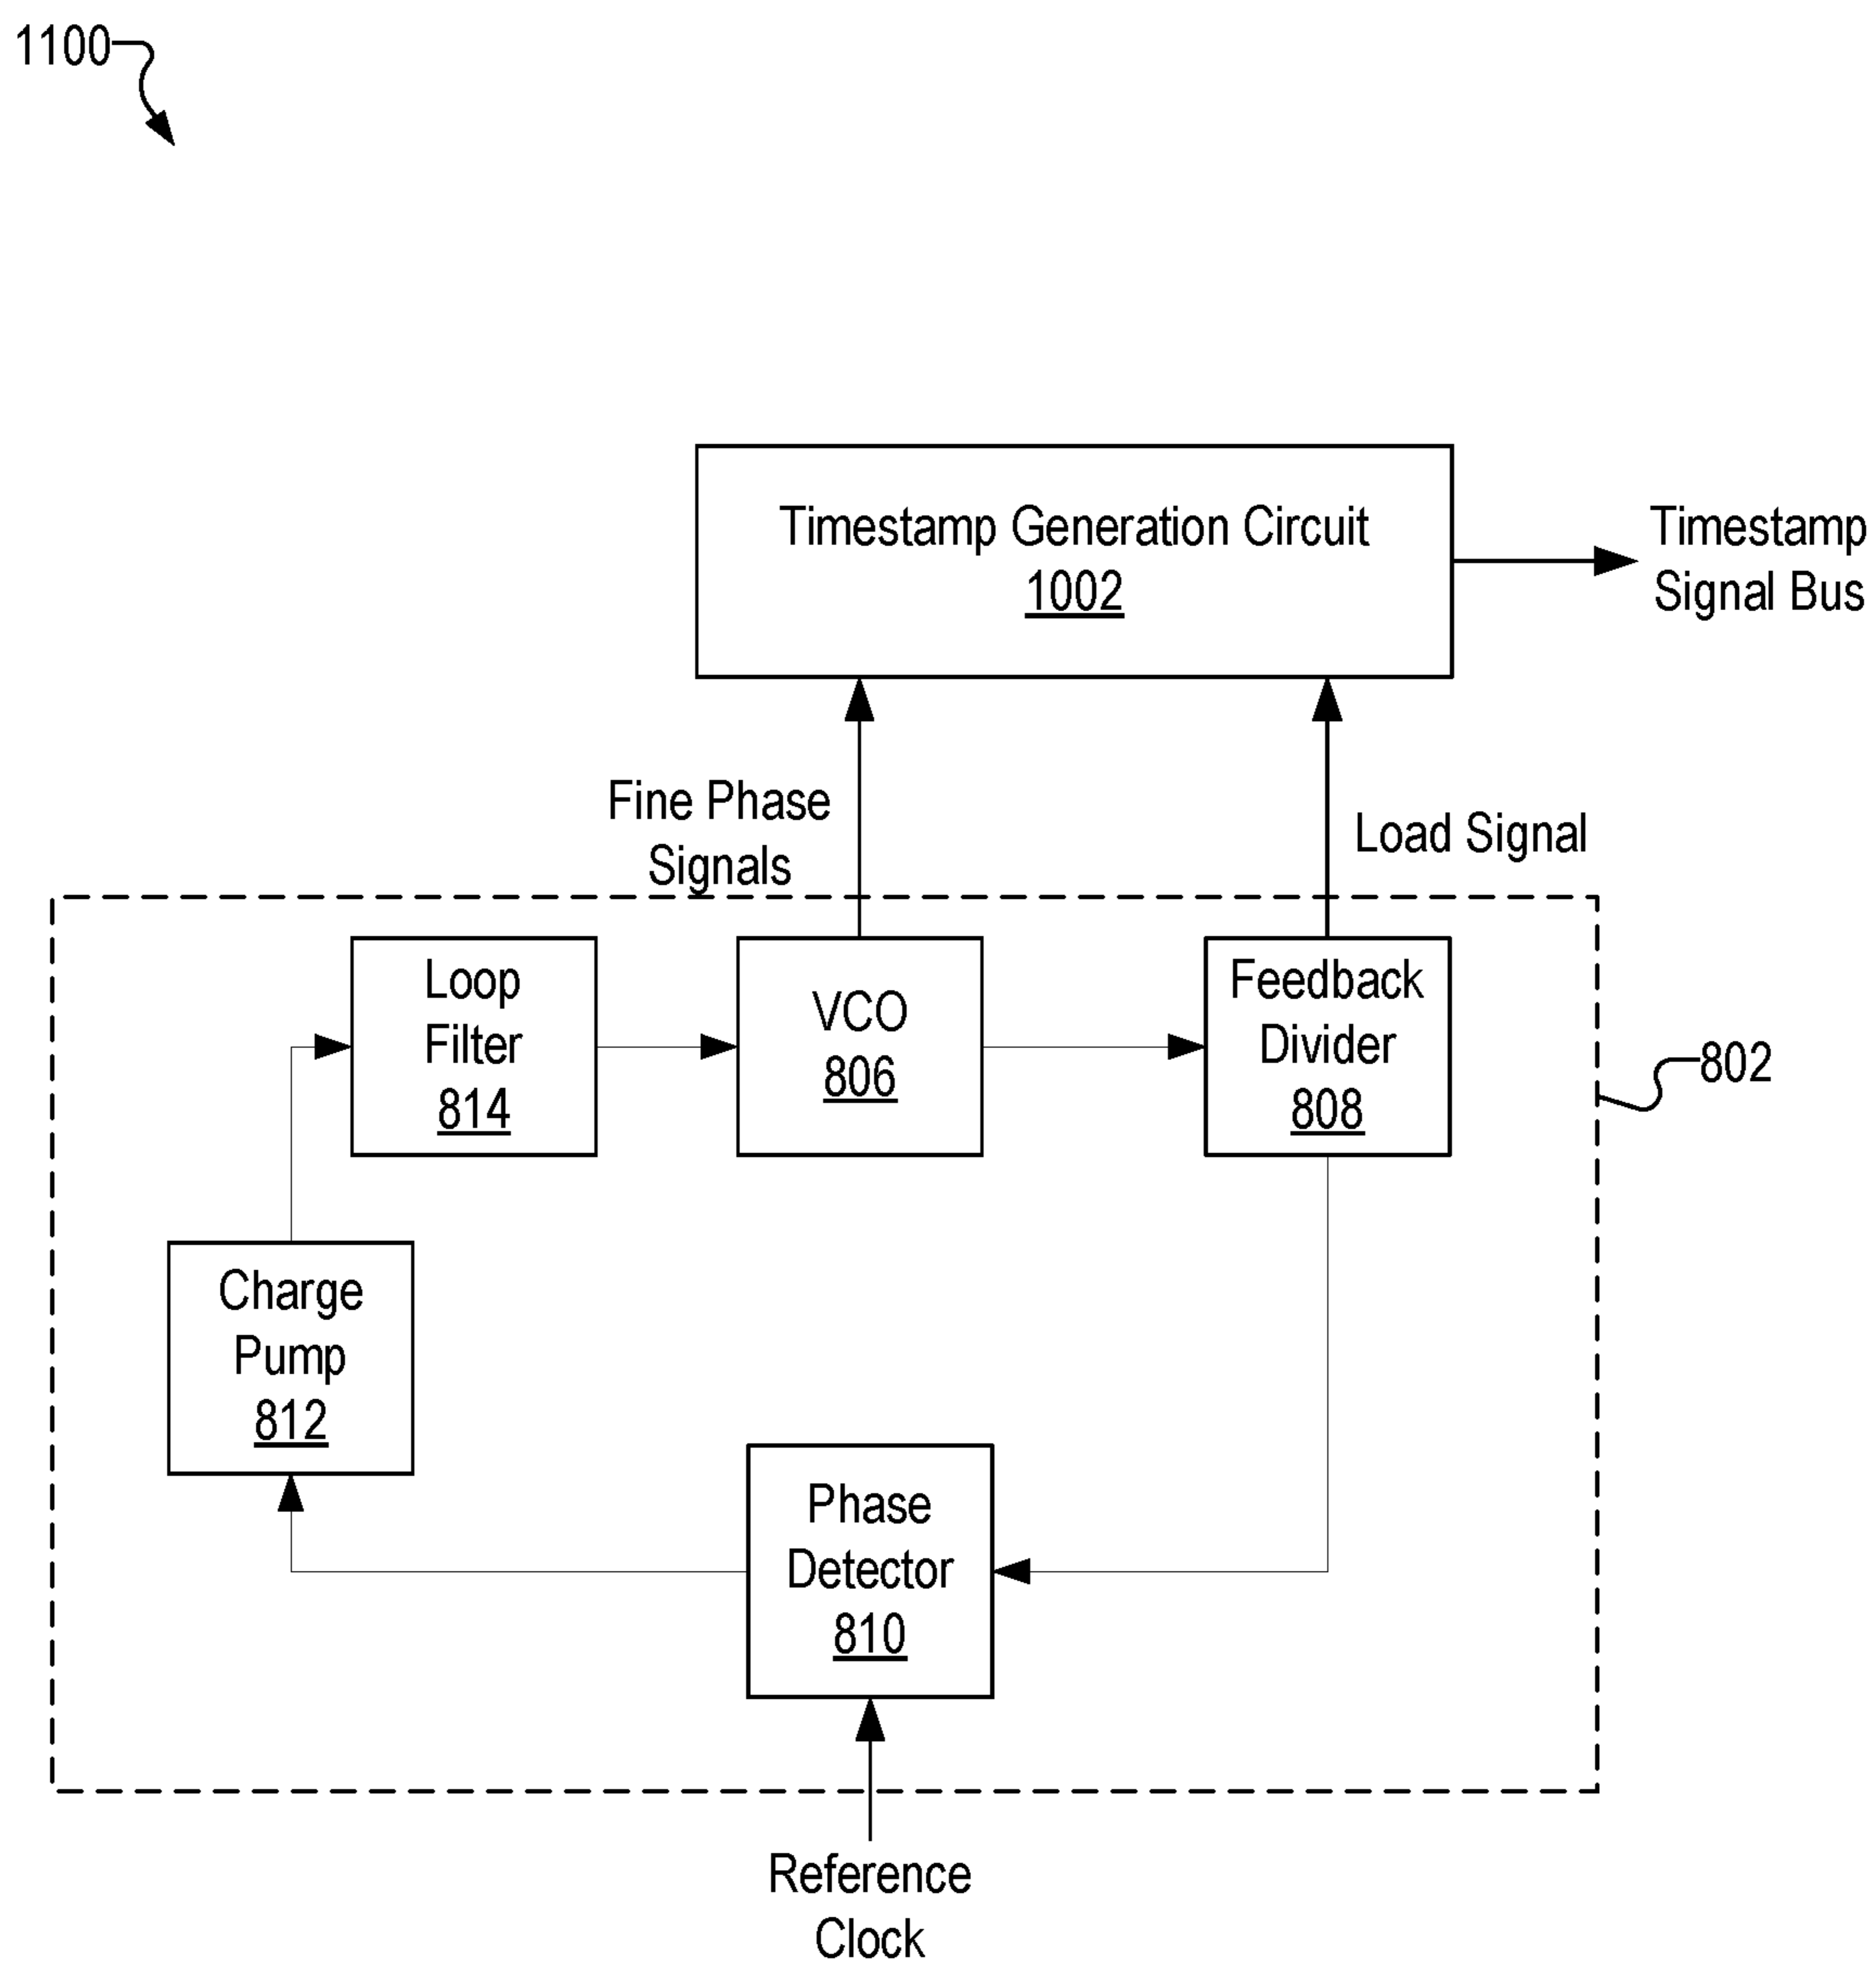 1100
Timestamp Generation Circuit
1002
Timestamp
Signal Bus
Fine Phase
Signals
Load Signal
Loop
Filter
814
VCO
806
Feedback
Divider
808
802
Charge
Pump
812
Phase
Detector
810
Reference
Clock